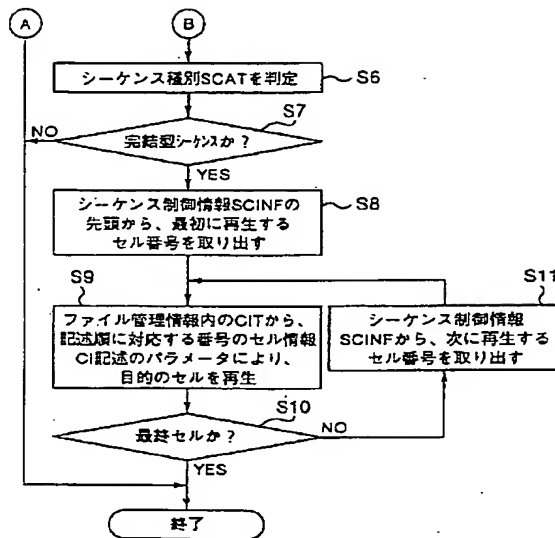 A
B
シーケンス種別SCATを判定
S6
S7
NO
完結型シーケンスか?
YES
シーケンス制御情報SCINFの
先頭から、最初に再生する
セル番号を取り出す
S8
S9
S11
ファイル管理情報内のCITから、
記述順に対応する番号のセル情報
CI記述のパラメータにより、
目的のセルを再生
シーケンス制御情報
SCINFから、次に再生する
セル番号を取り出す
S10
最終セルか?
NO
YES
終了